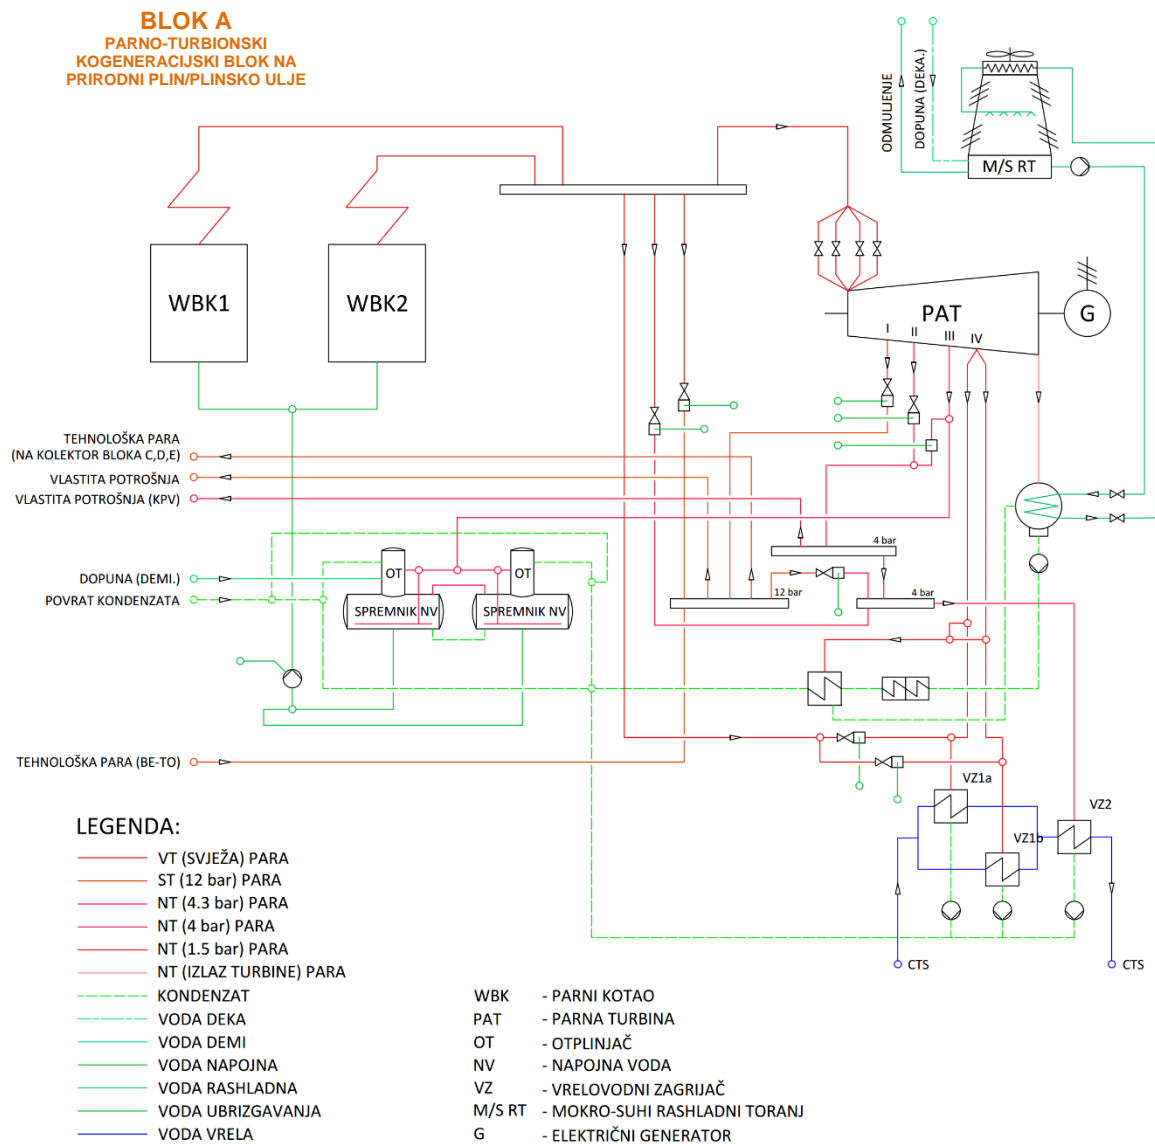 BLOK A
PARNO-TURBIONSKI
KOGENERACIJSKI BLOK NA
PRIRODNI PLIN/PLINSKO ULJE
ODMULJENJE
DOPUNA (DEKA.)
M/S RT
WBK1
WBK2
PAT
G
I
II
III
IV
TEHNOLOŠKA PARA
(NA KOLEKTOR BLOKA C,D,E)
VLASTITA POTROŠNJA
VLASTITA POTROŠNJA (KPV)
4 bar
OT
OT
DOPUNA (DEMI.)
POVRAT KONDENZATA
SPREMNIK NV
SPREMNIK NV
12 bar
4 bar
TEHNOLOŠKA PARA (BE-TO)
VZ1a
VZ2
VZ1b
CTS
CTS
LEGENDA:
VT (SVJEŽA) PARA
ST (12 bar) PARA
NT (4.3 bar) PARA
NT (4 bar) PARA
NT (1.5 bar) PARA
NT (IZLAZ TURBINE) PARA
KONDENZAT
VODA DEKA
VODA DEMI
VODA NAPOJNA
VODA RASHLADNA
VODA UBRIZGAVANJA
VODA VRELA
WBK - PARNI KOTAO
PAT - PARNA TURBINA
OT - OTPLINJAČ
NV - NAPOJNA VODA
VZ - VRELOVODNI ZAGRIJAČ
M/S RT - MOKRO-SUHI RASHLADNI TORANJ
G - ELEKTRIČNI GENERATOR